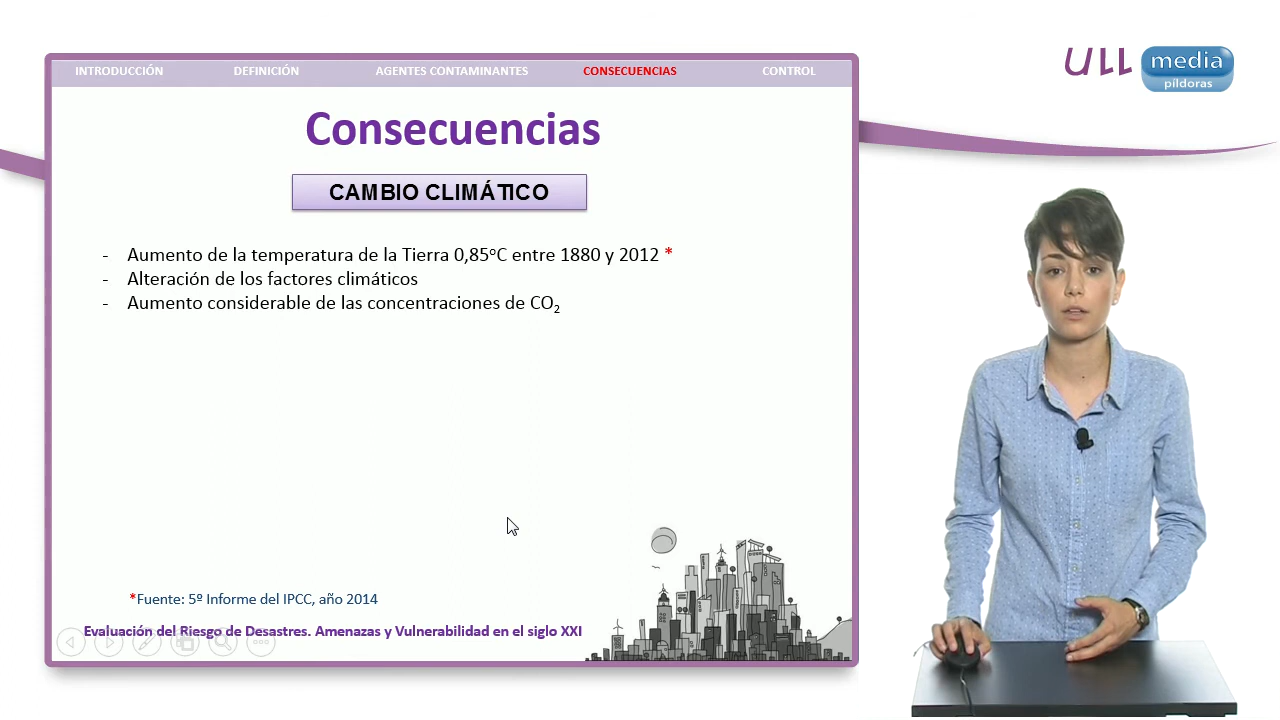 INTRODUCCIÓN DEFINICIÓN AGENTES CONTAMINANTES CONSECUENCIAS CONTROL
ULL media
píldoras
Consecuencias
CAMBIO CLIMÁTICO
- Aumento de la temperatura de la Tierra 0,85ºC entre 1880 y 2012 *
- Alteración de los factores climáticos
- Aumento considerable de las concentraciones de CO₂
*Fuente: 5º Informe del IPCC, año 2014
Evaluación del Riesgo de Desastres. Amenazas y Vulnerabilidad en el siglo XXI